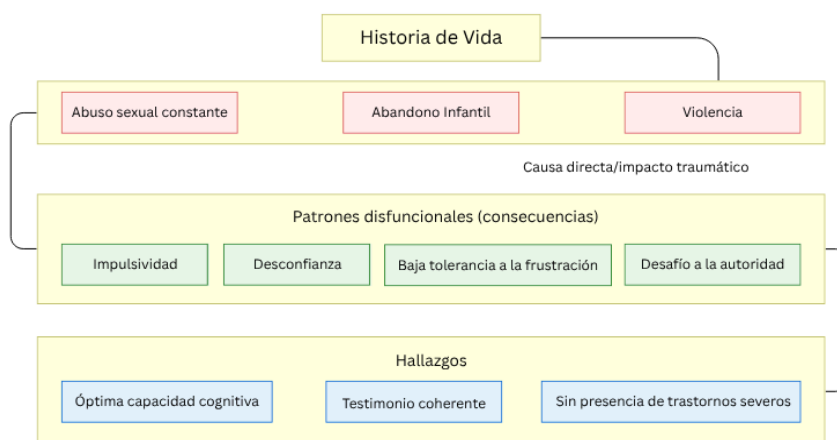 Historia de Vida
Abuso sexual constante
Abandono Infantil
Violencia
Causa directa/impacto traumático
Patrones disfuncionales (consecuencias)
Impulsividad
Desconfianza
Baja tolerancia a la frustración
Desafío a la autoridad
Hallazgos
Óptima capacidad cognitiva
Testimonio coherente
Sin presencia de trastornos severos